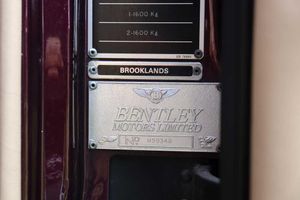 1-1600 Kg
2-1600 Kg
BROOKLANDS
BENTLEY
MOTORS LIMITED